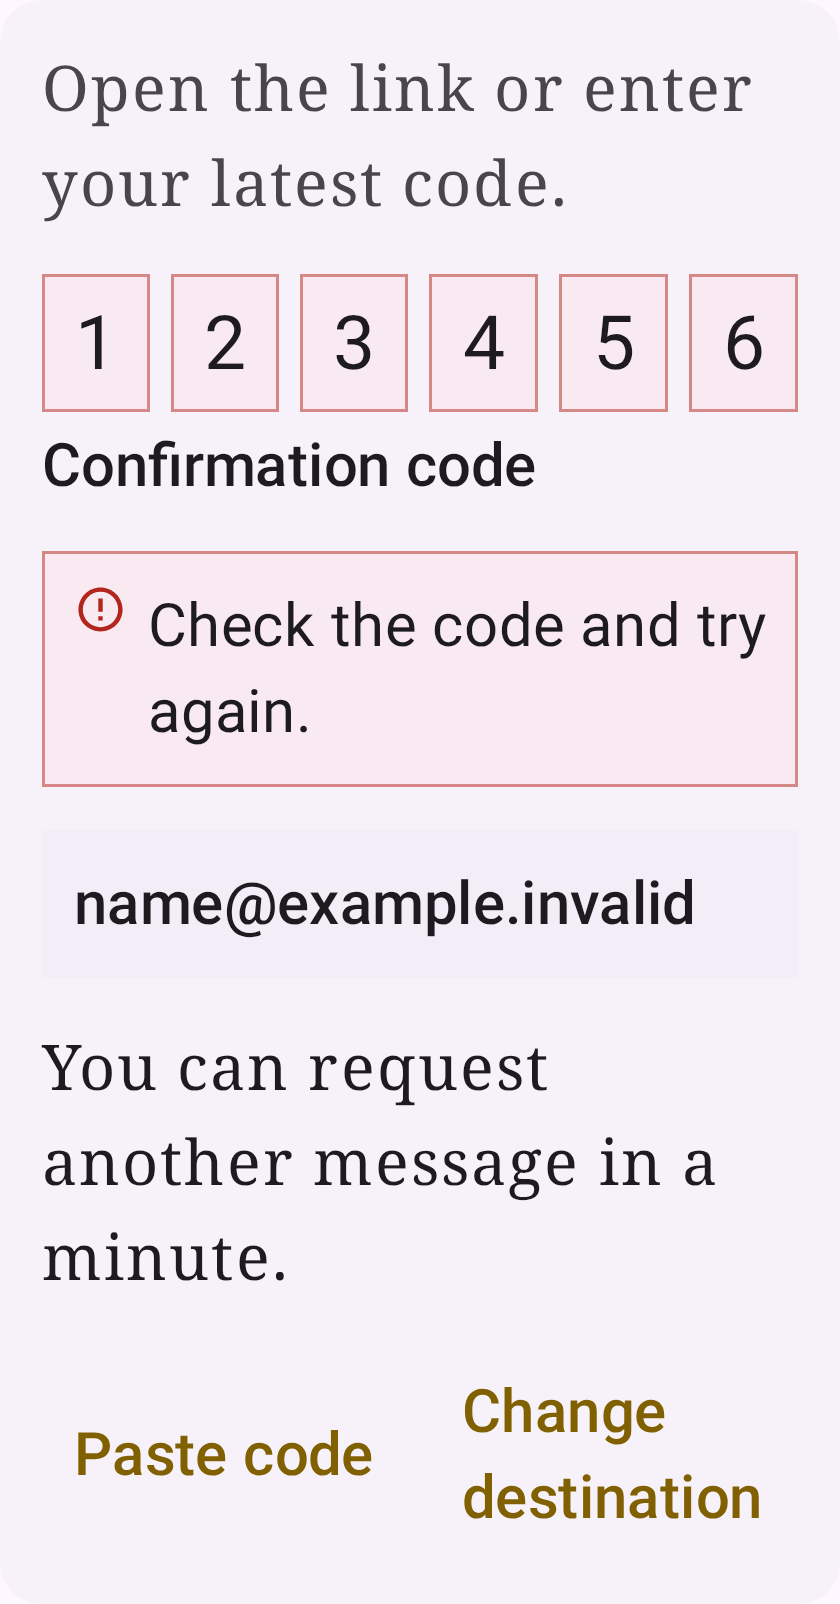 Open the link or enter
your latest code.
1 2 3 4 5 6
Confirmation code
Check the code and try
again.
name@example.invalid
You can request
another message in a
minute.
Paste code
Change
destination